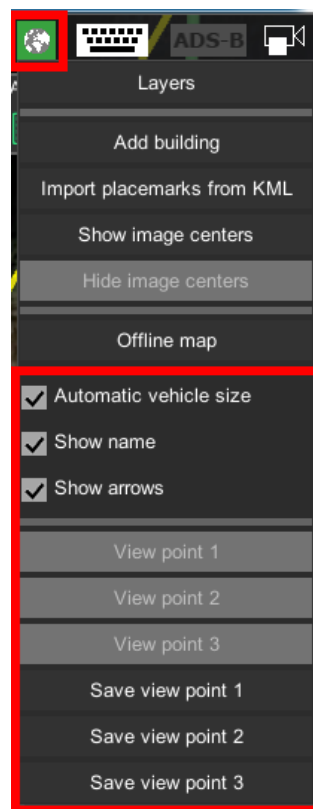 ADS-B
Layers
Add building
Import placemarks from KML
Show image centers
Hide image centers
Offline map
Automatic vehicle size
Show name
Show arrows
View point 1
View point 2
View point 3
Save view point 1
Save view point 2
Save view point 3